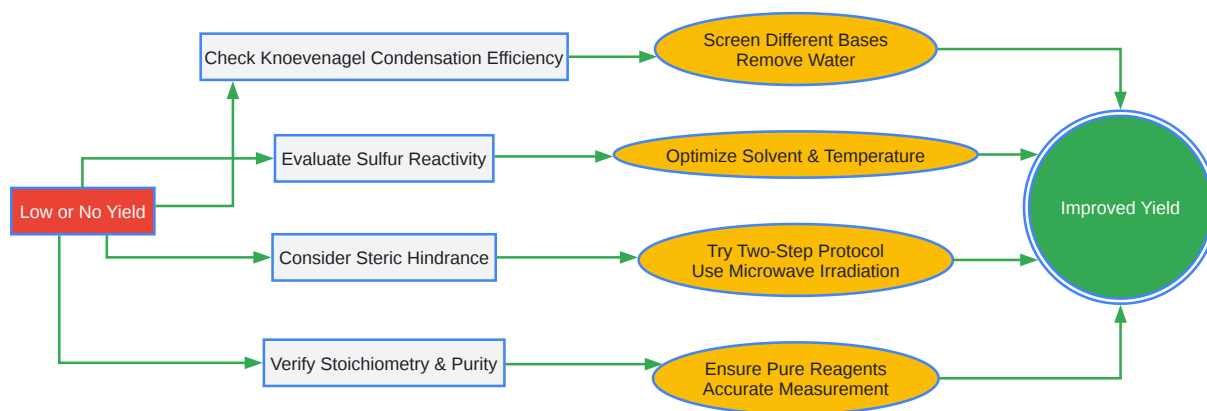 Low or No Yield
Check Knoevenagel Condensation Efficiency
Screen Different Bases
Remove Water
Evaluate Sulfur Reactivity
Optimize Solvent & Temperature
Consider Steric Hindrance
Try Two-Step Protocol
Use Microwave Irradiation
Verify Stoichiometry & Purity
Ensure Pure Reagents
Accurate Measurement
Improved Yield